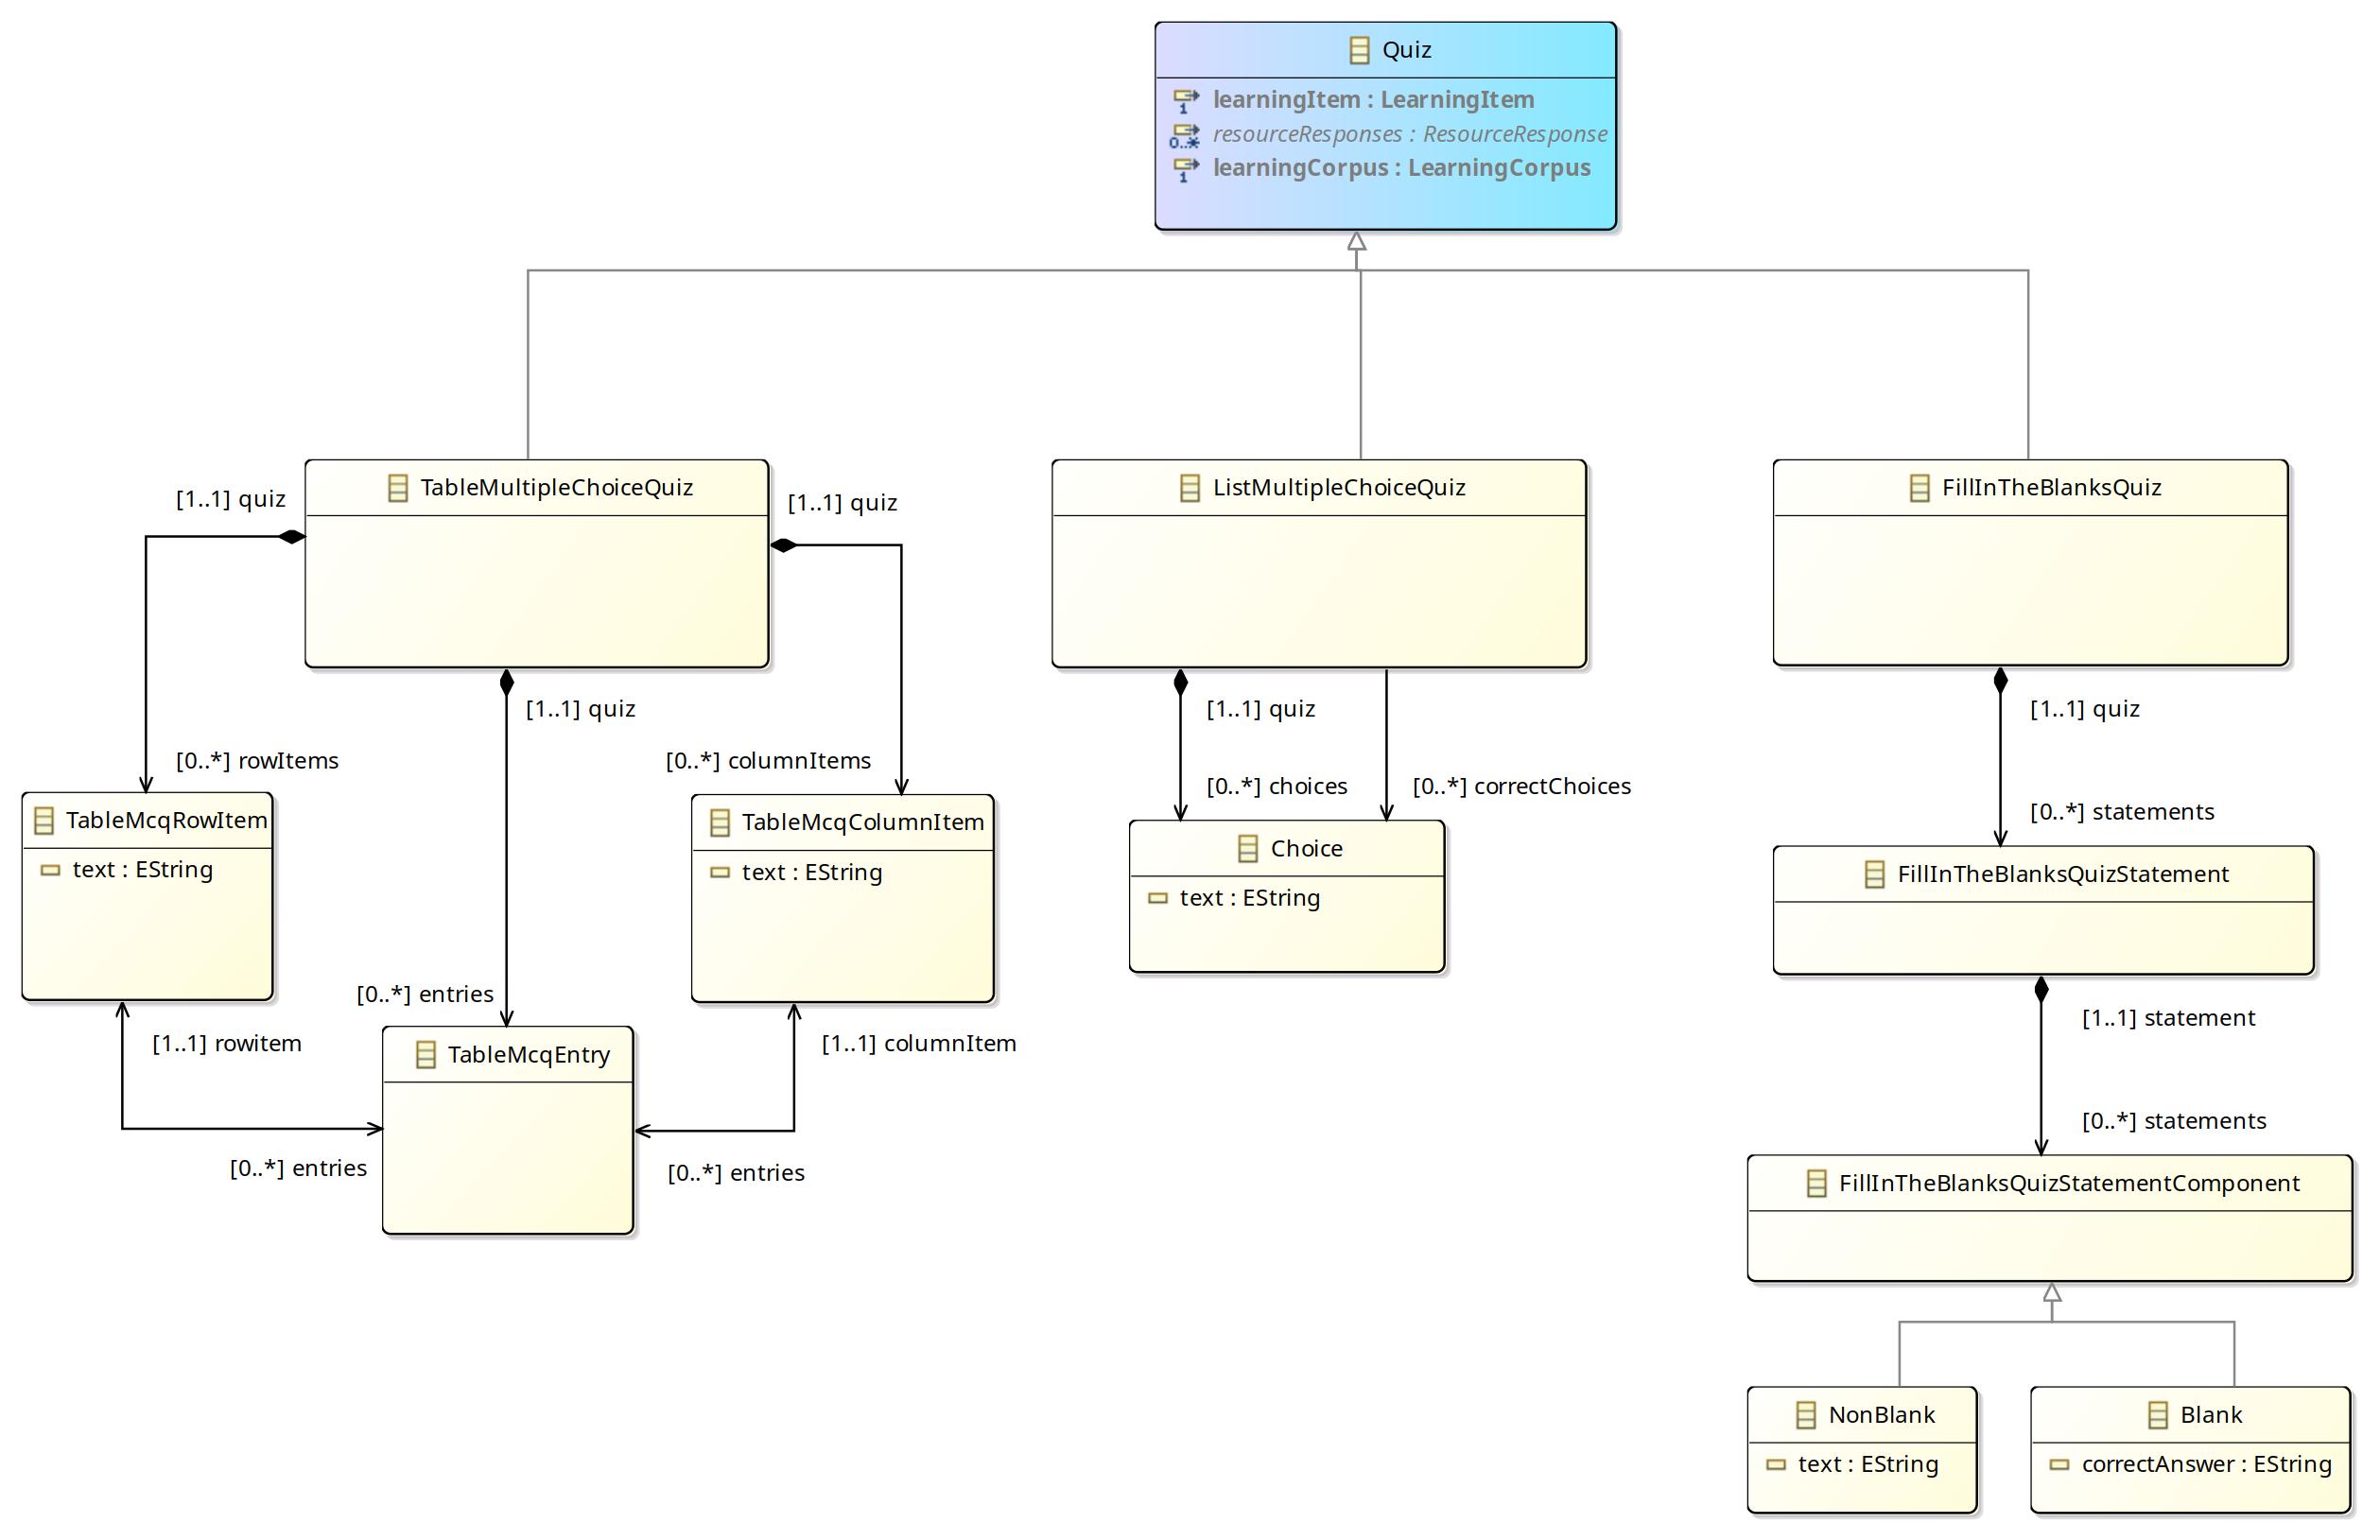 Quiz
1 learningItem : LearningItem
0..* resourceResponses : ResourceResponse
1 learningCorpus : LearningCorpus
TableMultipleChoiceQuiz
ListMultipleChoiceQuiz
FillInTheBlanksQuiz
[1..1] quiz
[1..1] quiz
[1..1] quiz
[1..1] quiz
[1..1] quiz
[0..*] rowItems
[0..*] columnItems
[0..*] choices
[0..*] correctChoices
[0..*] statements
TableMcqRowItem
text : EString
TableMcqColumnItem
text : EString
Choice
text : EString
FillInTheBlanksQuizStatement
[0..*] entries
[1..1] rowitem
TableMcqEntry
[1..1] columnItem
[0..*] entries
[0..*] entries
[1..1] statement
[0..*] statements
FillInTheBlanksQuizStatementComponent
NonBlank
text : EString
Blank
correctAnswer : EString